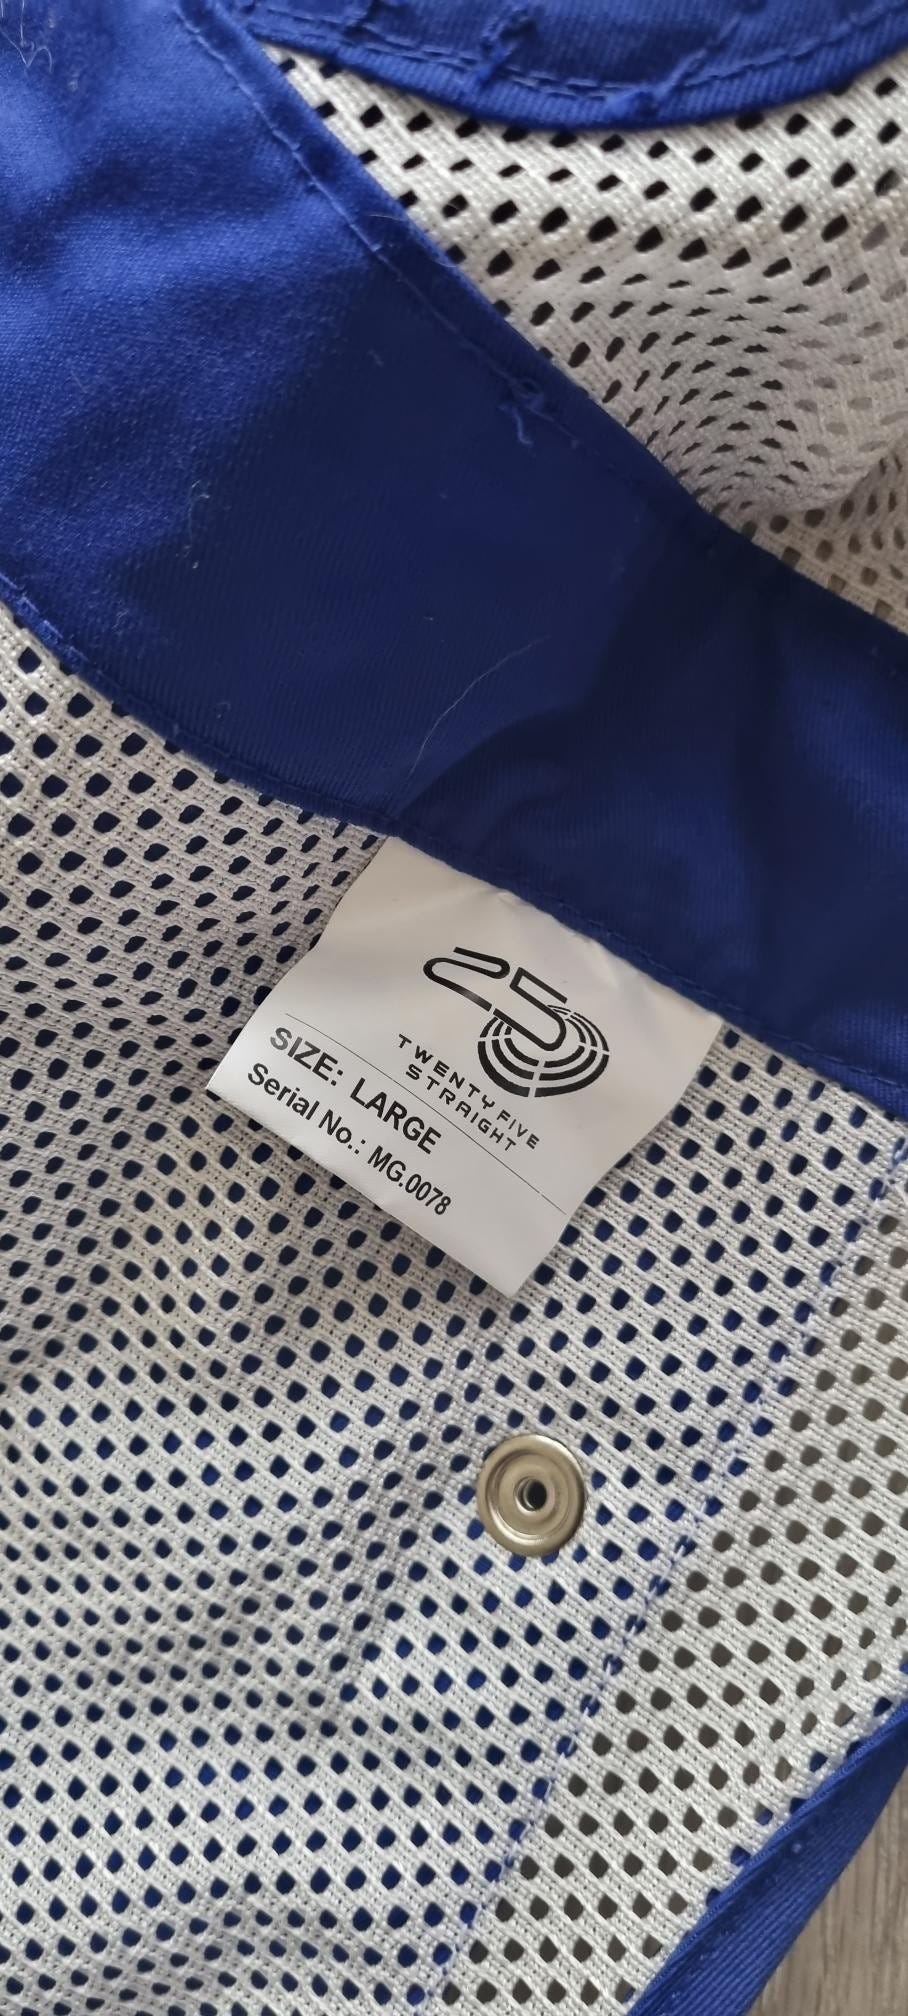 25
TWENTY FIVE
STRAIGHT
SIZE: LARGE
Serial No.: MG.0078